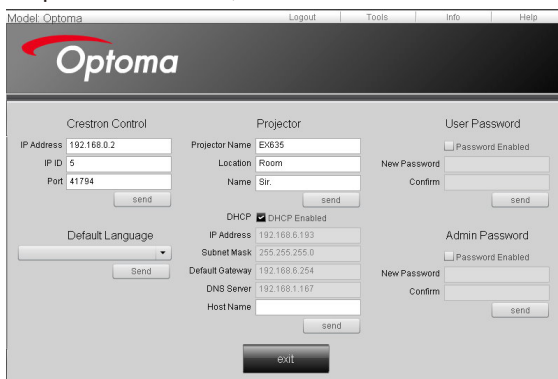 Model: Optoma
Logout
Tools
Info
Help
Optoma
Crestron Control
IP Address 192.168.0.2
IP ID 5
Port 41794
send
Default Language
Send
Projector
Projector Name EX635
Location Room
Name Sir.
send
DHCP DHCP Enabled
IP Address 192.168.6.193
Subnet Mask 255.255.255.0
Default Gateway 192.168.6.254
DNS Server 192.168.1.167
Host Name
send
User Password
Password Enabled
New Password
Confirm
send
Admin Password
Password Enabled
New Password
Confirm
send
exit